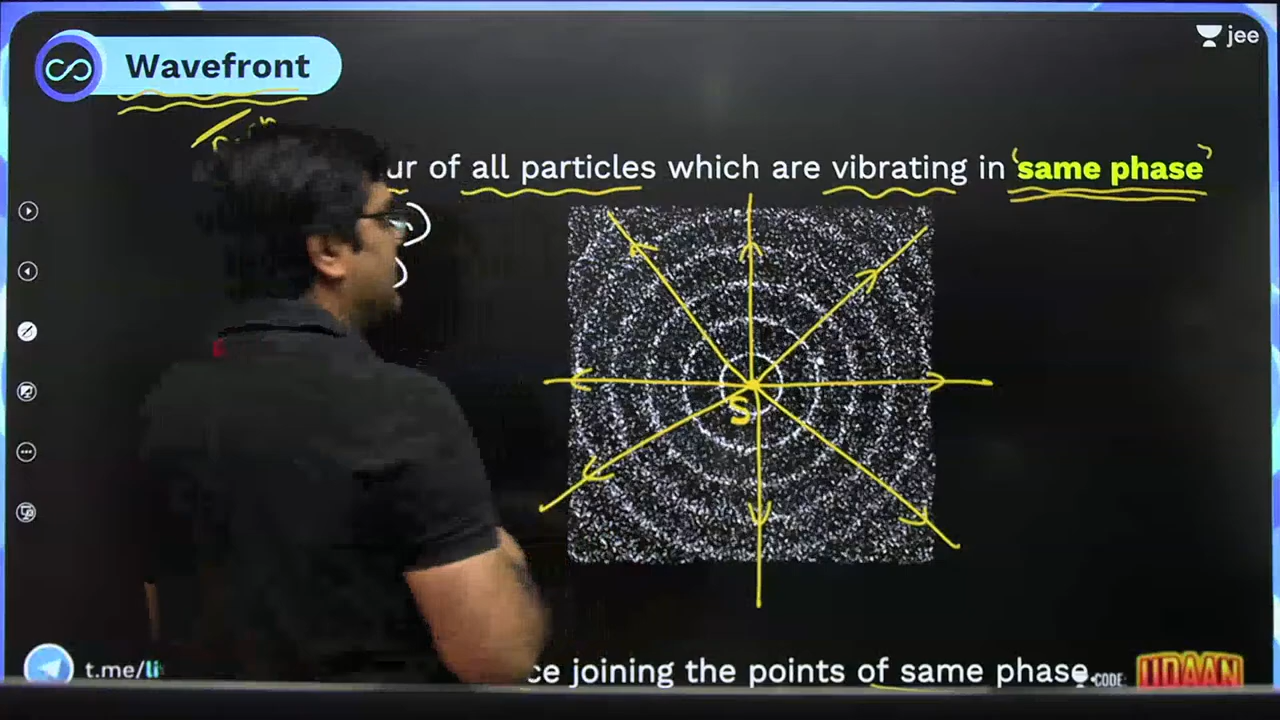 jee
Wavefront
ur of all particles which are vibrating in 'same phase'
S
ce joining the points of same phase
t.me/li
CODE: UDAAN